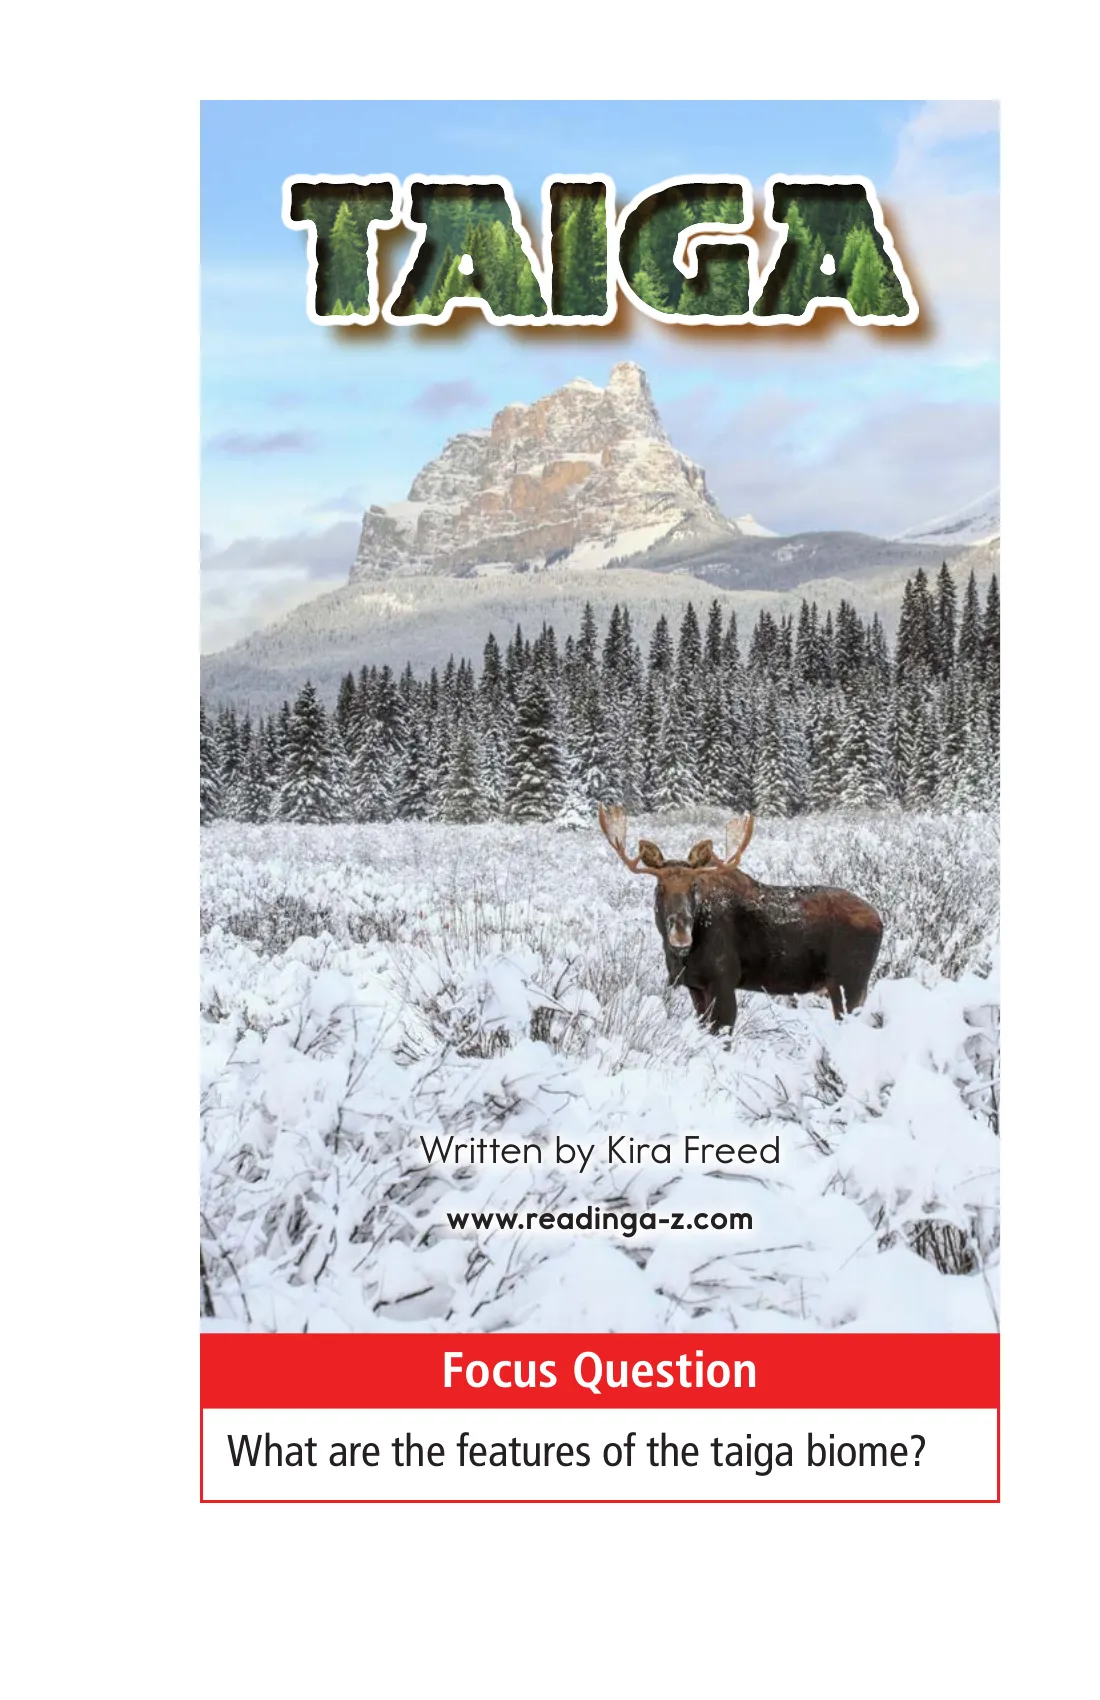 TAIGA
Written by Kira Freed
www.readinga-z.com
Focus Question
What are the features of the taiga biome?